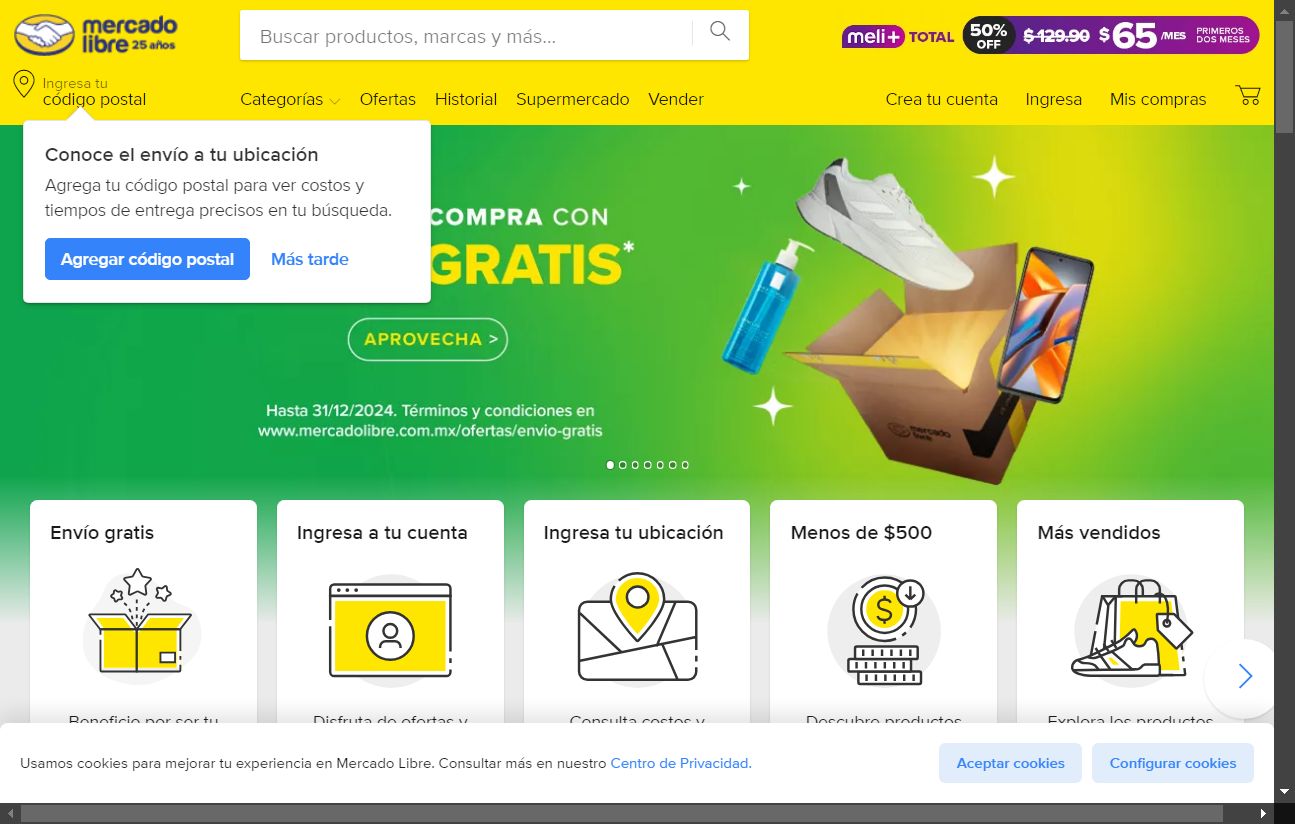 mercado
libre 25 años
Buscar productos, marcas y más...
meli+ TOTAL
50%
OFF
$ 129.90 $ 65 /MES
PRIMEROS
DOS MESES
Ingresa tu
código postal
Categorías
Ofertas
Historial
Supermercado
Vender
Crea tu cuenta
Ingresa
Mis compras
Conoce el envío a tu ubicación
Agrega tu código postal para ver costos y
tiempos de entrega precisos en tu búsqueda.
Agregar código postal
Más tarde
COMPRA CON
GRATIS*
APROVECHA >
Hasta 31/12/2024. Términos y condiciones en
www.mercadolibre.com.mx/ofertas/envio-gratis
mercado
libre
Envío gratis
Ingresa a tu cuenta
Ingresa tu ubicación
Menos de $500
Más vendidos
Beneficio por ser tu
Disfruta de ofertas y
Consulta costos y
Descubre productos
Explora los productos
Usamos cookies para mejorar tu experiencia en Mercado Libre. Consultar más en nuestro Centro de Privacidad.
Aceptar cookies
Configurar cookies